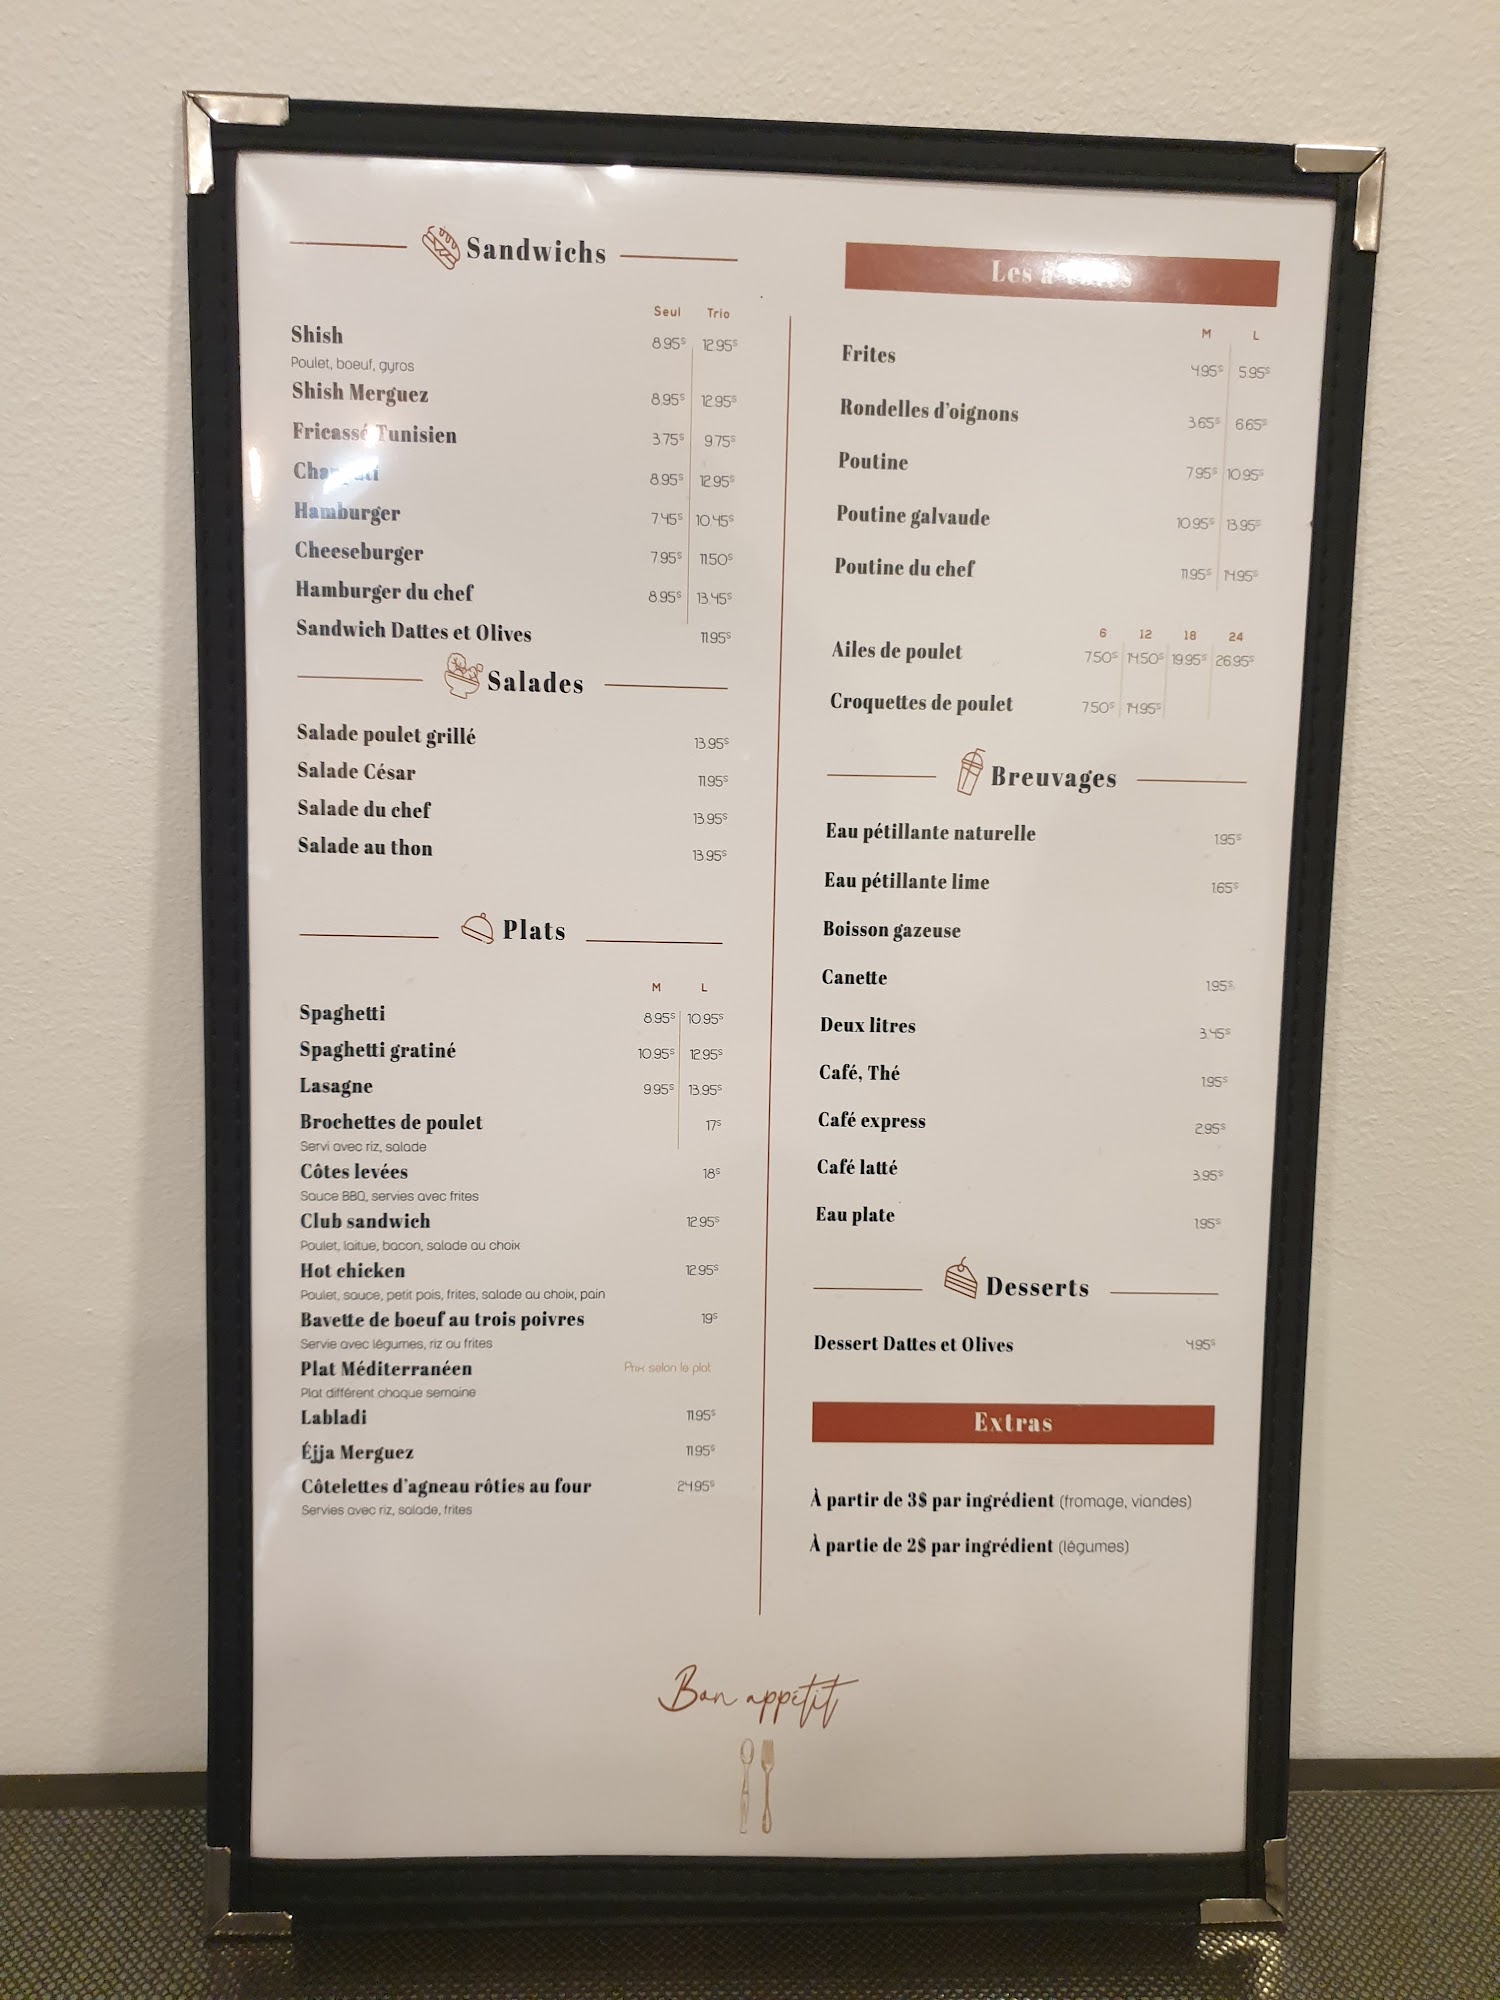 Sandwichs
Seul Trio
Shish 8.95$ 12.95$
Poulet, boeuf, gyros
Shish Merguez 8.95$ 12.95$
Fricassé Tunisien 3.75$ 9.75$
8.95$ 12.95$
Hamburger 7.45$ 10.45$
Cheeseburger 7.95$ 11.50$
Hamburger du chef 8.95$ 13.45$
Sandwich Dattes et Olives 11.95$
Salades
Salade poulet grillé 13.95$
Salade César 11.95$
Salade du chef 13.95$
Salade au thon 13.95$
Plats
M L
Spaghetti 8.95$ 10.95$
Spaghetti gratiné 10.95$ 12.95$
Lasagne 9.95$ 13.95$
Brochettes de poulet 17$
Servi avec riz, salade
Côtes levées 18$
Sauce BBQ, servies avec frites
Club sandwich 12.95$
Poulet, laitue, bacon, salade au choix
Hot chicken 12.95$
Poulet, sauce, petit pois, frites, salade au choix, pain
Bavette de boeuf au trois poivres 19$
Servie avec légumes, riz ou frites
Plat Méditerranéen Prix selon le plat
Plat différent chaque semaine
Labladi 11.95$
Éjja Merguez 11.95$
Côtelettes d'agneau rôties au four 24.95$
Servies avec riz, salade, frites
Les
M L
Frites 4.95$ 5.95$
Rondelles d'oignons 3.65$ 6.65$
Poutine 7.95$ 10.95$
Poutine galvaude 10.95$ 13.95$
Poutine du chef 11.95$ 14.95$
6 12 18 24
Ailes de poulet 7.50$ 14.50$ 19.95$ 26.95$
Croquettes de poulet 7.50$ 14.95$
Breuvages
Eau pétillante naturelle 1.95$
Eau pétillante lime 1.65$
Boisson gazeuse
Canette 1.95$
Deux litres 3.45$
Café, Thé 1.95$
Café express 2.95$
Café latté 3.95$
Eau plate 1.95$
Desserts
Dessert Dattes et Olives 4.95$
Extras
À partir de 3$ par ingrédient (fromage, viandes)
À partie de 2$ par ingrédient (légumes)
Bon appétit